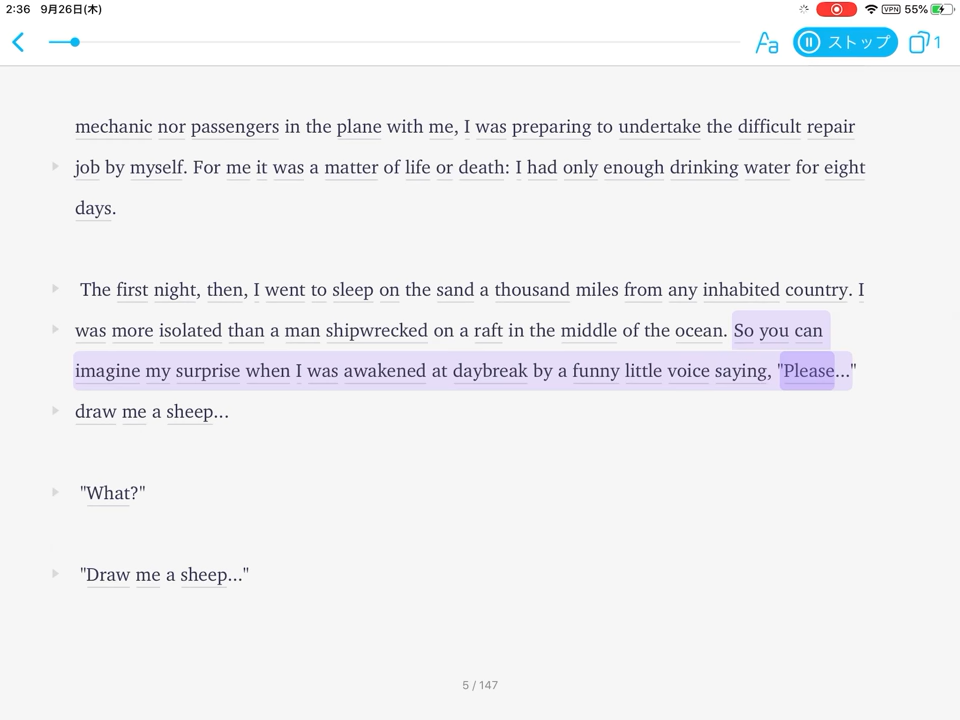 2:36 9月26日(木)
VPN 55%
Aa
ストップ
1
mechanic nor passengers in the plane with me, I was preparing to undertake the difficult repair
job by myself. For me it was a matter of life or death: I had only enough drinking water for eight
days.
The first night, then, I went to sleep on the sand a thousand miles from any inhabited country. I
was more isolated than a man shipwrecked on a raft in the middle of the ocean. So you can
imagine my surprise when I was awakened at daybreak by a funny little voice saying, "Please..."
draw me a sheep...
"What?"
"Draw me a sheep..."
5 / 147